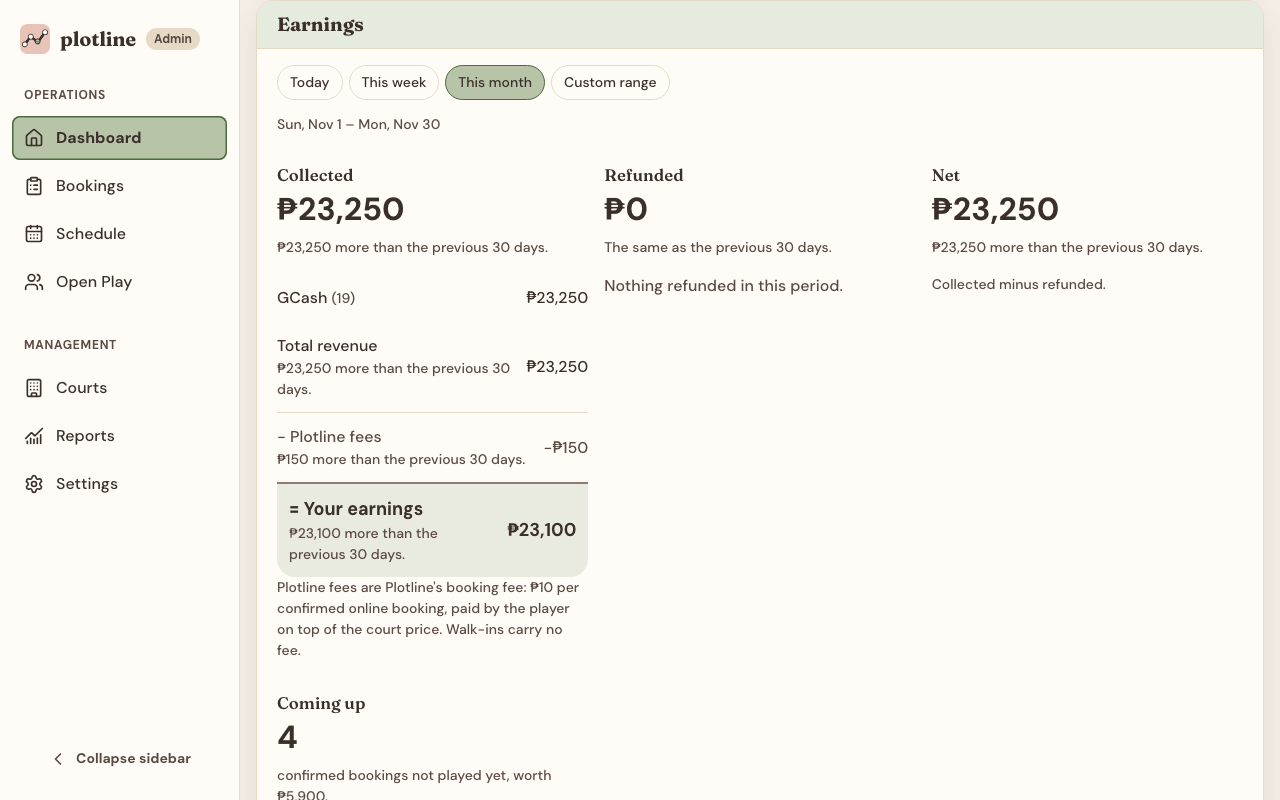 plotline Admin
OPERATIONS
Dashboard
Bookings
Schedule
Open Play
MANAGEMENT
Courts
Reports
Settings
Collapse sidebar
Earnings
Today This week This month Custom range
Sun, Nov 1 – Mon, Nov 30
Collected
₱23,250
₱23,250 more than the previous 30 days.
GCash (19) ₱23,250
Total revenue
₱23,250 more than the previous 30
days.
₱23,250
− Plotline fees
₱150 more than the previous 30 days.
−₱150
= Your earnings
₱23,100 more than the
previous 30 days.
₱23,100
Plotline fees are Plotline's booking fee: ₱10 per
confirmed online booking, paid by the player
on top of the court price. Walk-ins carry no
fee.
Refunded
₱0
The same as the previous 30 days.
Nothing refunded in this period.
Net
₱23,250
₱23,250 more than the previous 30 days.
Collected minus refunded.
Coming up
4
confirmed bookings not played yet, worth
₱5,900.